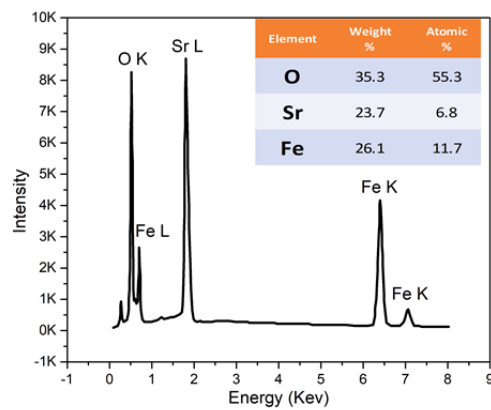 10K
9K
8K
7K
6K
5K
4K
3K
2K
1K
0K
-1K
Intensity
O K
Fe L
Sr L
Fe K
Fe K
Element Weight % Atomic %
O 35.3 55.3
Sr 23.7 6.8
Fe 26.1 11.7
-1 0 1 2 3 4 5 6 7 8 9
Energy (Kev)